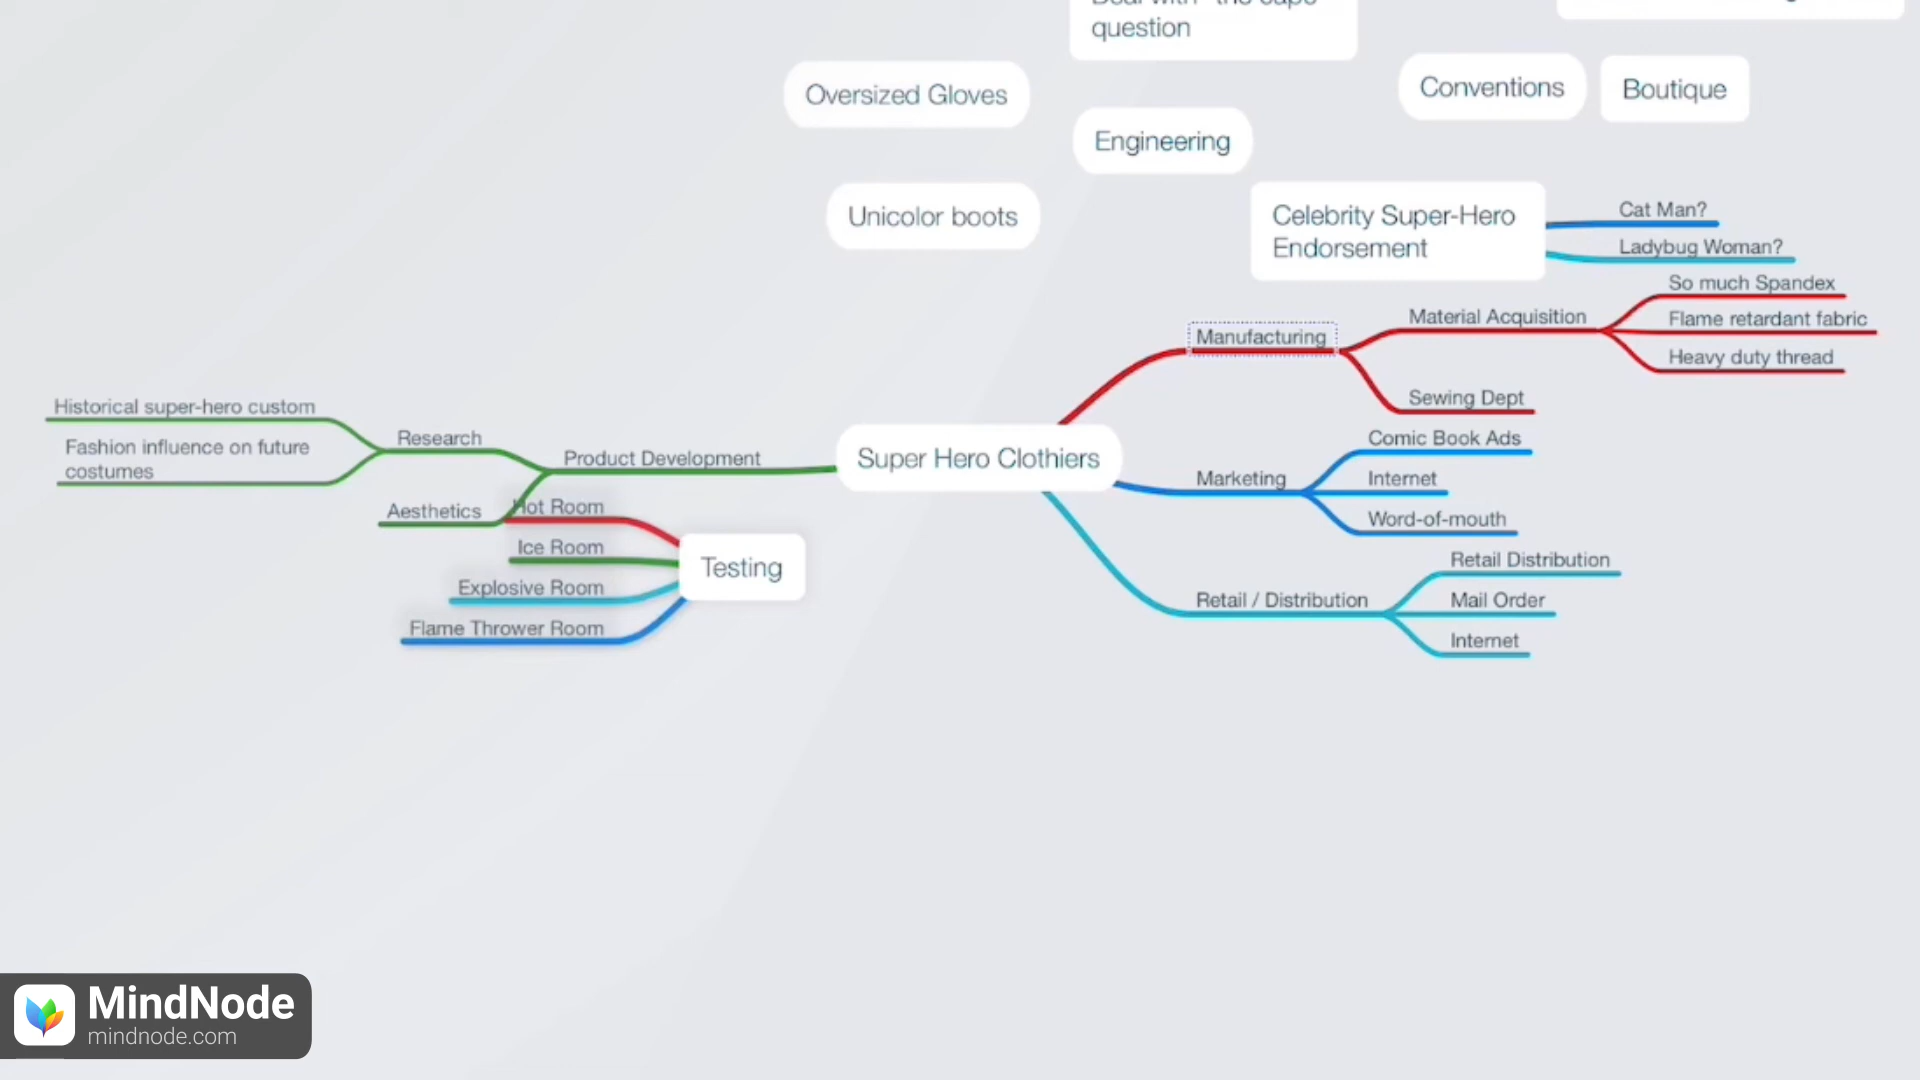 question
Oversized Gloves
Conventions
Boutique
Engineering
Unicolor boots
Celebrity Super-Hero
Endorsement
Cat Man?
Ladybug Woman?
So much Spandex
Material Acquisition
Flame retardant fabric
Manufacturing
Heavy duty thread
Sewing Dept
Historical super-hero custom
Research
Fashion influence on future
costumes
Product Development
Super Hero Clothiers
Comic Book Ads
Marketing
Internet
Word-of-mouth
Aesthetics
Hot Room
Ice Room
Testing
Explosive Room
Flame Thrower Room
Retail Distribution
Retail / Distribution
Mail Order
Internet
MindNode
mindnode.com